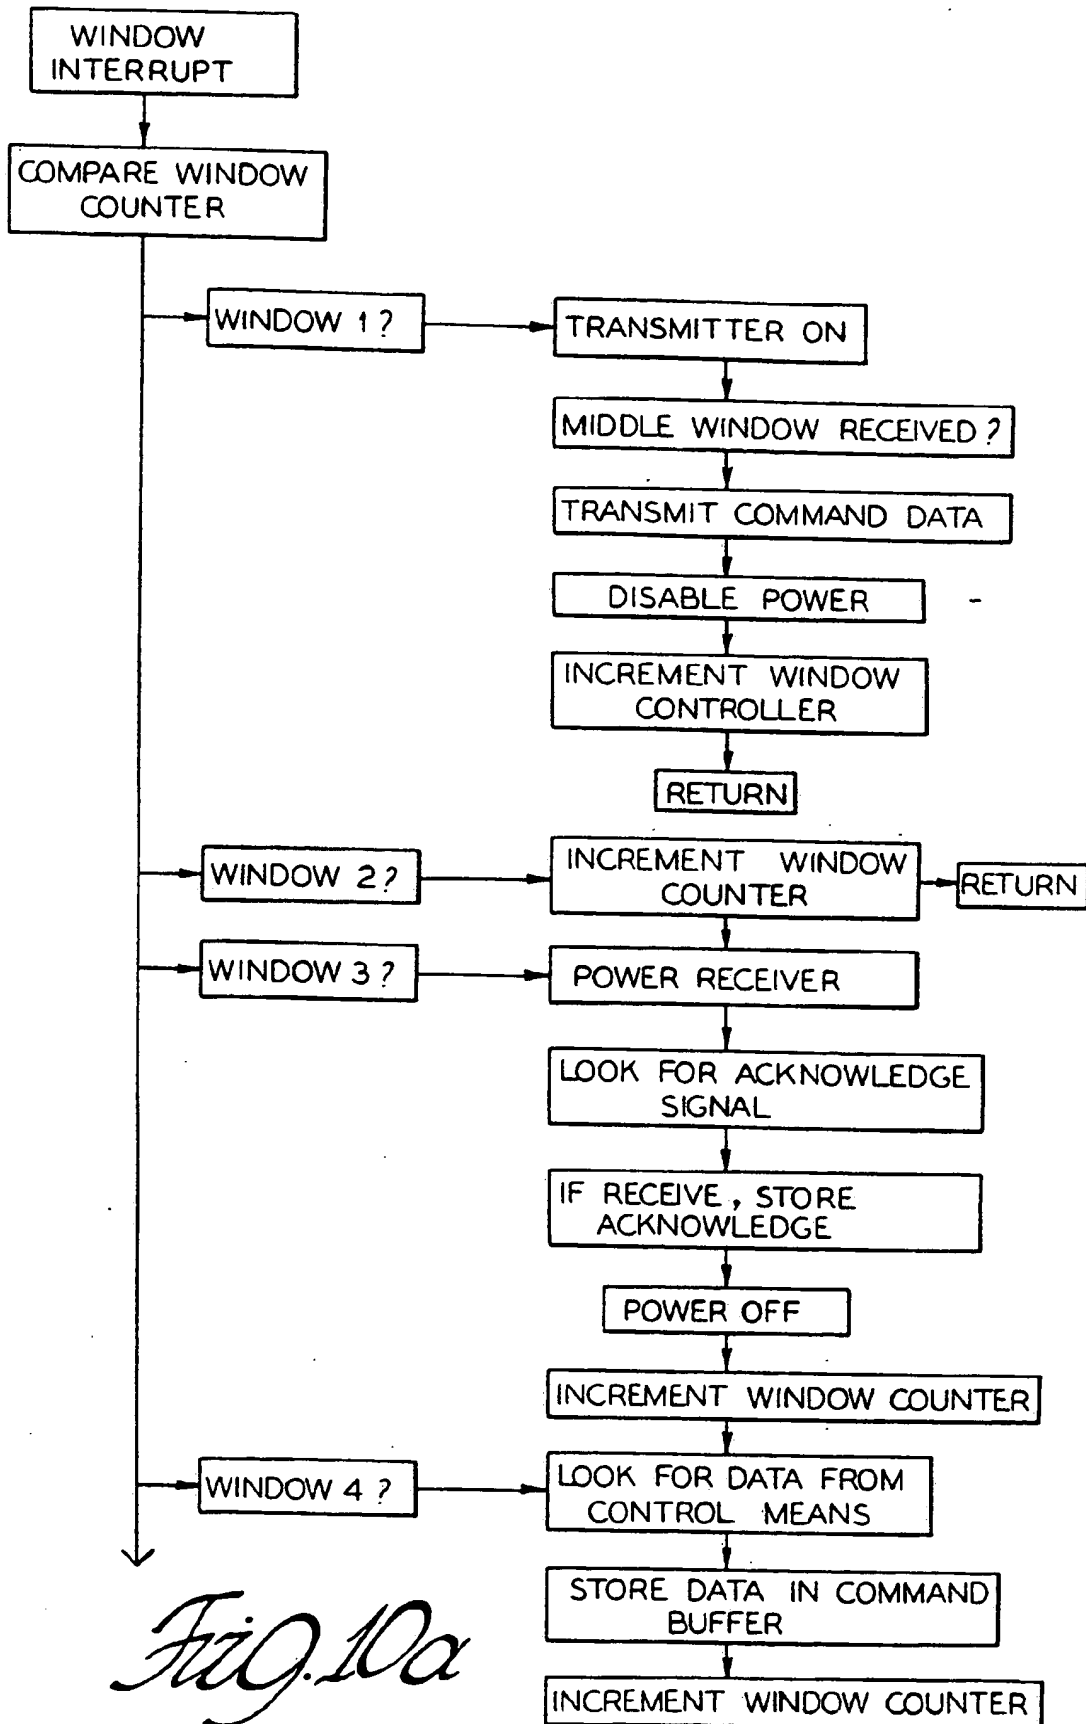 WINDOW
INTERRUPT
COMPARE WINDOW
COUNTER
WINDOW 1?
TRANSMITTER ON
MIDDLE WINDOW RECEIVED?
TRANSMIT COMMAND DATA
DISABLE POWER
INCREMENT WINDOW
CONTROLLER
RETURN
WINDOW 2?
INCREMENT WINDOW
COUNTER
RETURN
WINDOW 3?
POWER RECEIVER
LOOK FOR ACKNOWLEDGE
SIGNAL
IF RECEIVE, STORE
ACKNOWLEDGE
POWER OFF
INCREMENT WINDOW COUNTER
WINDOW 4?
LOOK FOR DATA FROM
CONTROL MEANS
STORE DATA IN COMMAND
BUFFER
INCREMENT WINDOW COUNTER
Fig. 10a